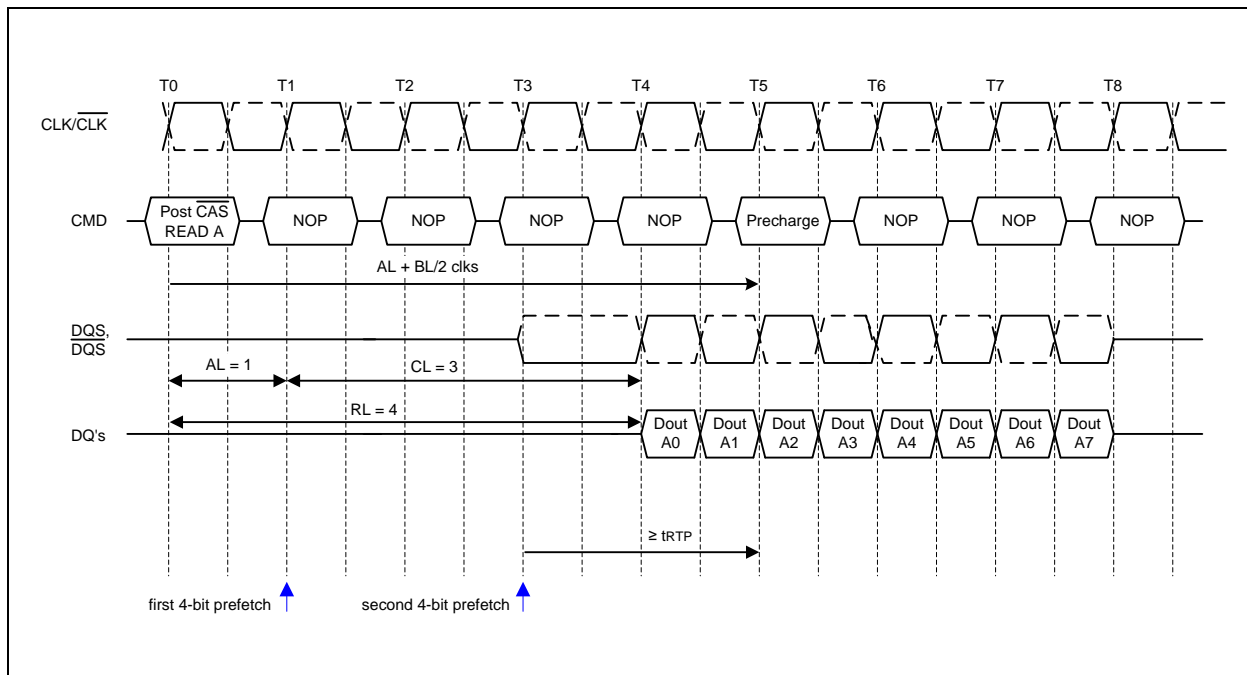 T0 T1 T2 T3 T4 T5 T6 T7 T8
CLK/CLK
CMD
Post CAS
READ A
NOP NOP NOP NOP Precharge NOP NOP NOP
AL + BL/2 clks
DQS,
DQS
AL = 1 CL = 3
RL = 4
DQ's
Dout Dout Dout Dout Dout Dout Dout Dout
A0 A1 A2 A3 A4 A5 A6 A7
≥ tRTP
first 4-bit prefetch second 4-bit prefetch